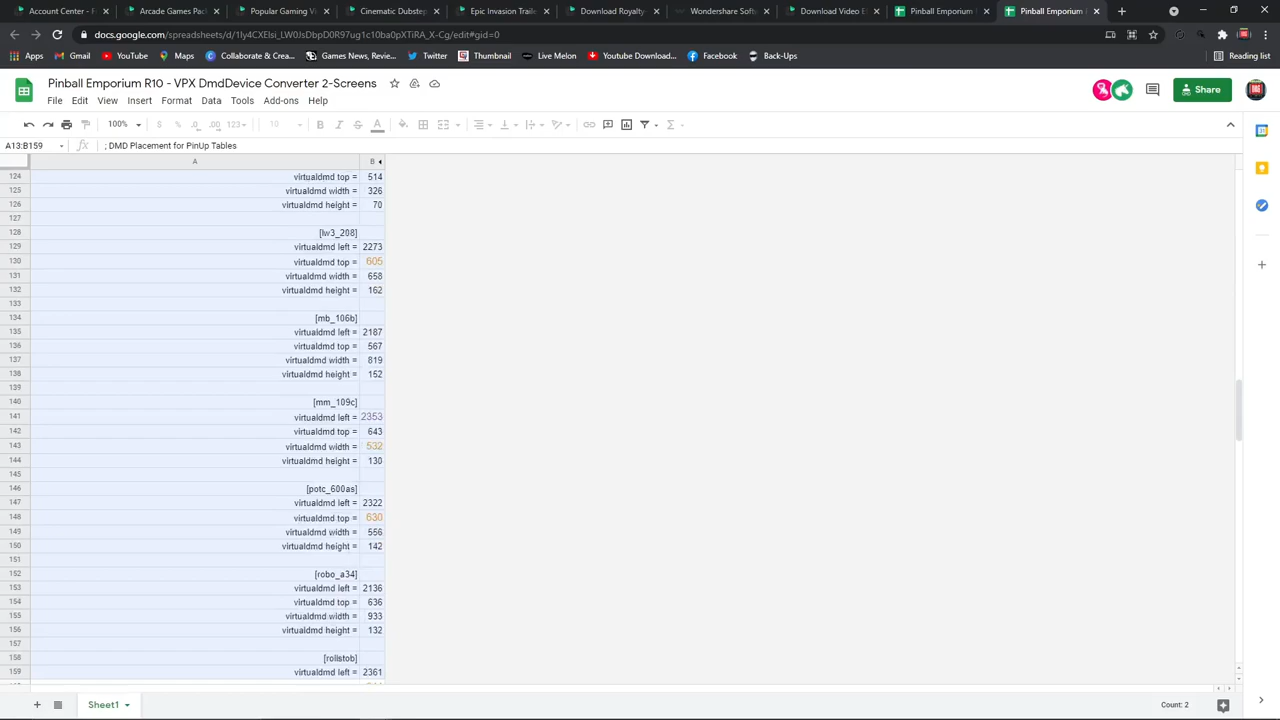 Account Center - R
Arcade Games Pack
Popular Gaming Vi
Cinematic Dubstep
Epic Invasion Traile
Download Royalty
Wondershare Softw
Download Video E
Pinball Emporium
Pinball Emporium
docs.google.com/spreadsheets/d/1Iy4CXElsi_LW0JsDbpD0R97ug1c10ba0pXTiRA_X-Cg/edit#gid=0
Apps
Gmail
YouTube
Maps
Collaborate & Crea...
Games News, Revie...
Twitter
Thumbnail
Live Melon
Download Youtube...
Facebook
Back-Ups
Reading list
Pinball Emporium R10 - VPX DmdDevice Converter 2-Screens
File Edit View Insert Format Data Tools Add-ons Help
Share
100% $ % .0 .00 123 10 B I S A Σ
A13:B159 fx ; DMD Placement for PinUp Tables
A B
124 virtualdmd top = 514
125 virtualdmd width = 326
126 virtualdmd height = 70
127
128 [lw3_208]
129 virtualdmd left = 2273
130 virtualdmd top = 605
131 virtualdmd width = 658
132 virtualdmd height = 162
133
134 [mb_106b]
135 virtualdmd left = 2187
136 virtualdmd top = 567
137 virtualdmd width = 819
138 virtualdmd height = 152
139
140 [mm_109c]
141 virtualdmd left = 2353
142 virtualdmd top = 643
143 virtualdmd width = 532
144 virtualdmd height = 130
145
146 [potc_600as]
147 virtualdmd left = 2322
148 virtualdmd top = 630
149 virtualdmd width = 556
150 virtualdmd height = 142
151
152 [robo_a34]
153 virtualdmd left = 2136
154 virtualdmd top = 636
155 virtualdmd width = 933
156 virtualdmd height = 132
157
158 [rollstob]
159 virtualdmd left = 2361
Sheet1
Count: 2